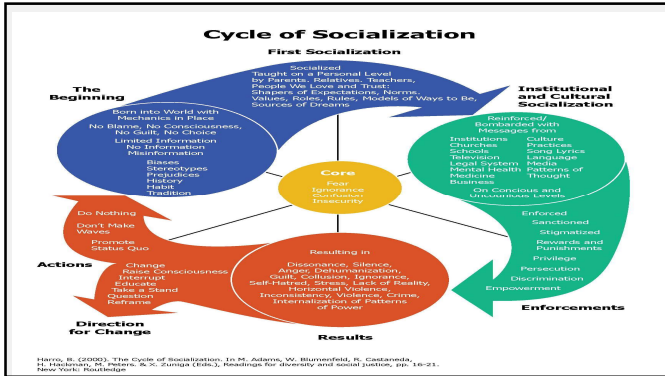 Cycle of Socialization
First Socialization
Socialized
Taught on a Personal Level
by Parents. Relatives. Teachers,
People We Love and Trust:
Shapers of Expectations, Norms.
Values, Roles, Rules, Models of Ways to Be,
Sources of Dreams
The
Beginning
Born into World with
Mechanics in Place
No Blame, No Consciousness,
No Guilt, No Choice
Limited Information
No Information
Misinformation
Biases
Stereotypes
Prejudices
History
Habit
Tradition
Institutional
and Cultural
Socialization
Reinforced/
Bombarded with
Messages from
Institutions
Churches
Schools
Television
Legal System
Mental Health
Medicine
Business
Culture
Practices
Song Lyrics
Language
Media
Patterns of
Thought
On Concious and
Uncounious Levels
Core
Fear
Ignorance
Confusion
Insecurity
Enforced
Sanctioned
Stigmatized
Rewards and
Punishments
Privilege
Persecution
Discrimination
Empowerment
Enforcements
Resulting in
Dissonance, Silence,
Anger, Dehumanization,
Guilt, Collusion, Ignorance,
Self-Hatred, Stress, Lack of Reality,
Horizontal Violence,
Inconsistency, Violence, Crime,
Internalization of Patterns
of Power
Results
Do Nothing
Don't Make
Waves
Promote
Status Quo
Actions
Change
Raise Consciousness
Interrupt
Educate
Take a Stand
Question
Reframe
Direction
for Change
Harro, B. (2000). The Cycle of Socialization. In M. Adams, W. Blumenfeld, R. Castaneda,
H. Hackman, M. Peters. & X. Zuniga (Eds.), Readings for diversity and social justice, pp. 16-21.
New York: Routledge